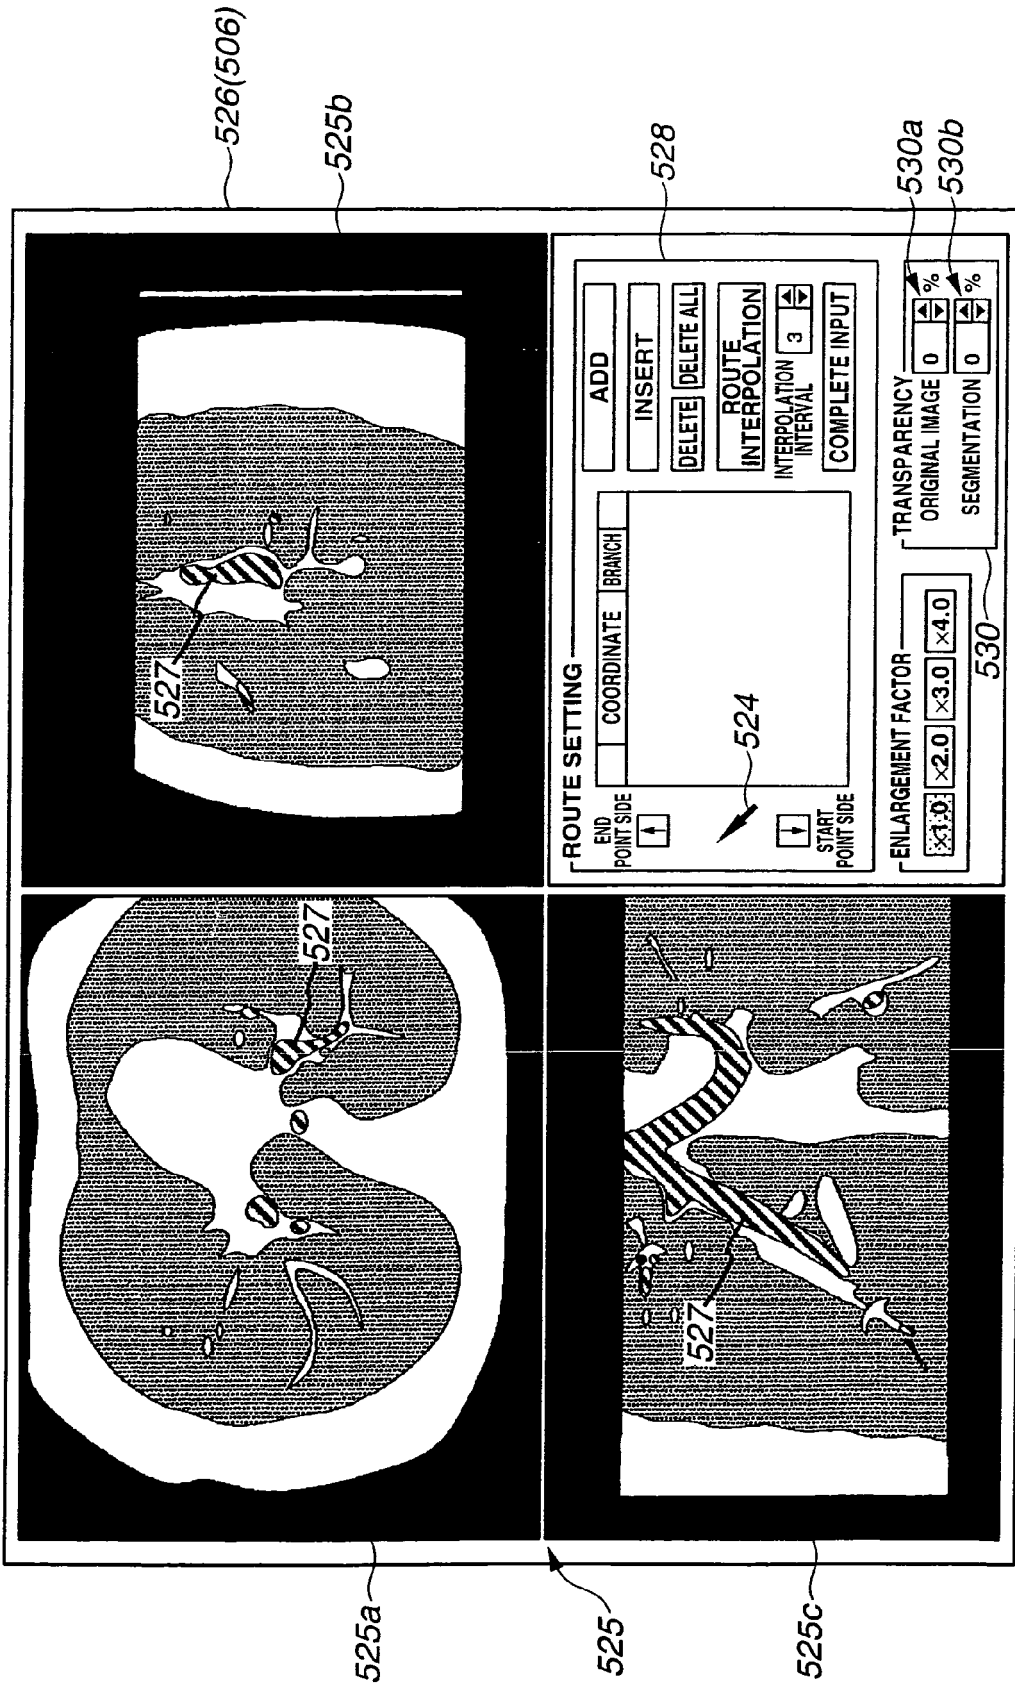 526(506)
525b
525a
527
527
525
525c
527
528
ROUTE SETTING
END
POINT SIDE
START
POINT SIDE
524
COORDINATE BRANCH
ADD
INSERT
DELETE DELETE ALL
ROUTE
INTERPOLATION
INTERPOLATION
INTERVAL 3
COMPLETE INPUT
ENLARGEMENT FACTOR
×1.0 ×2.0 ×3.0 ×4.0
530
TRANSPARENCY
ORIGINAL IMAGE 0 %
SEGMENTATION 0 %
530a
530b